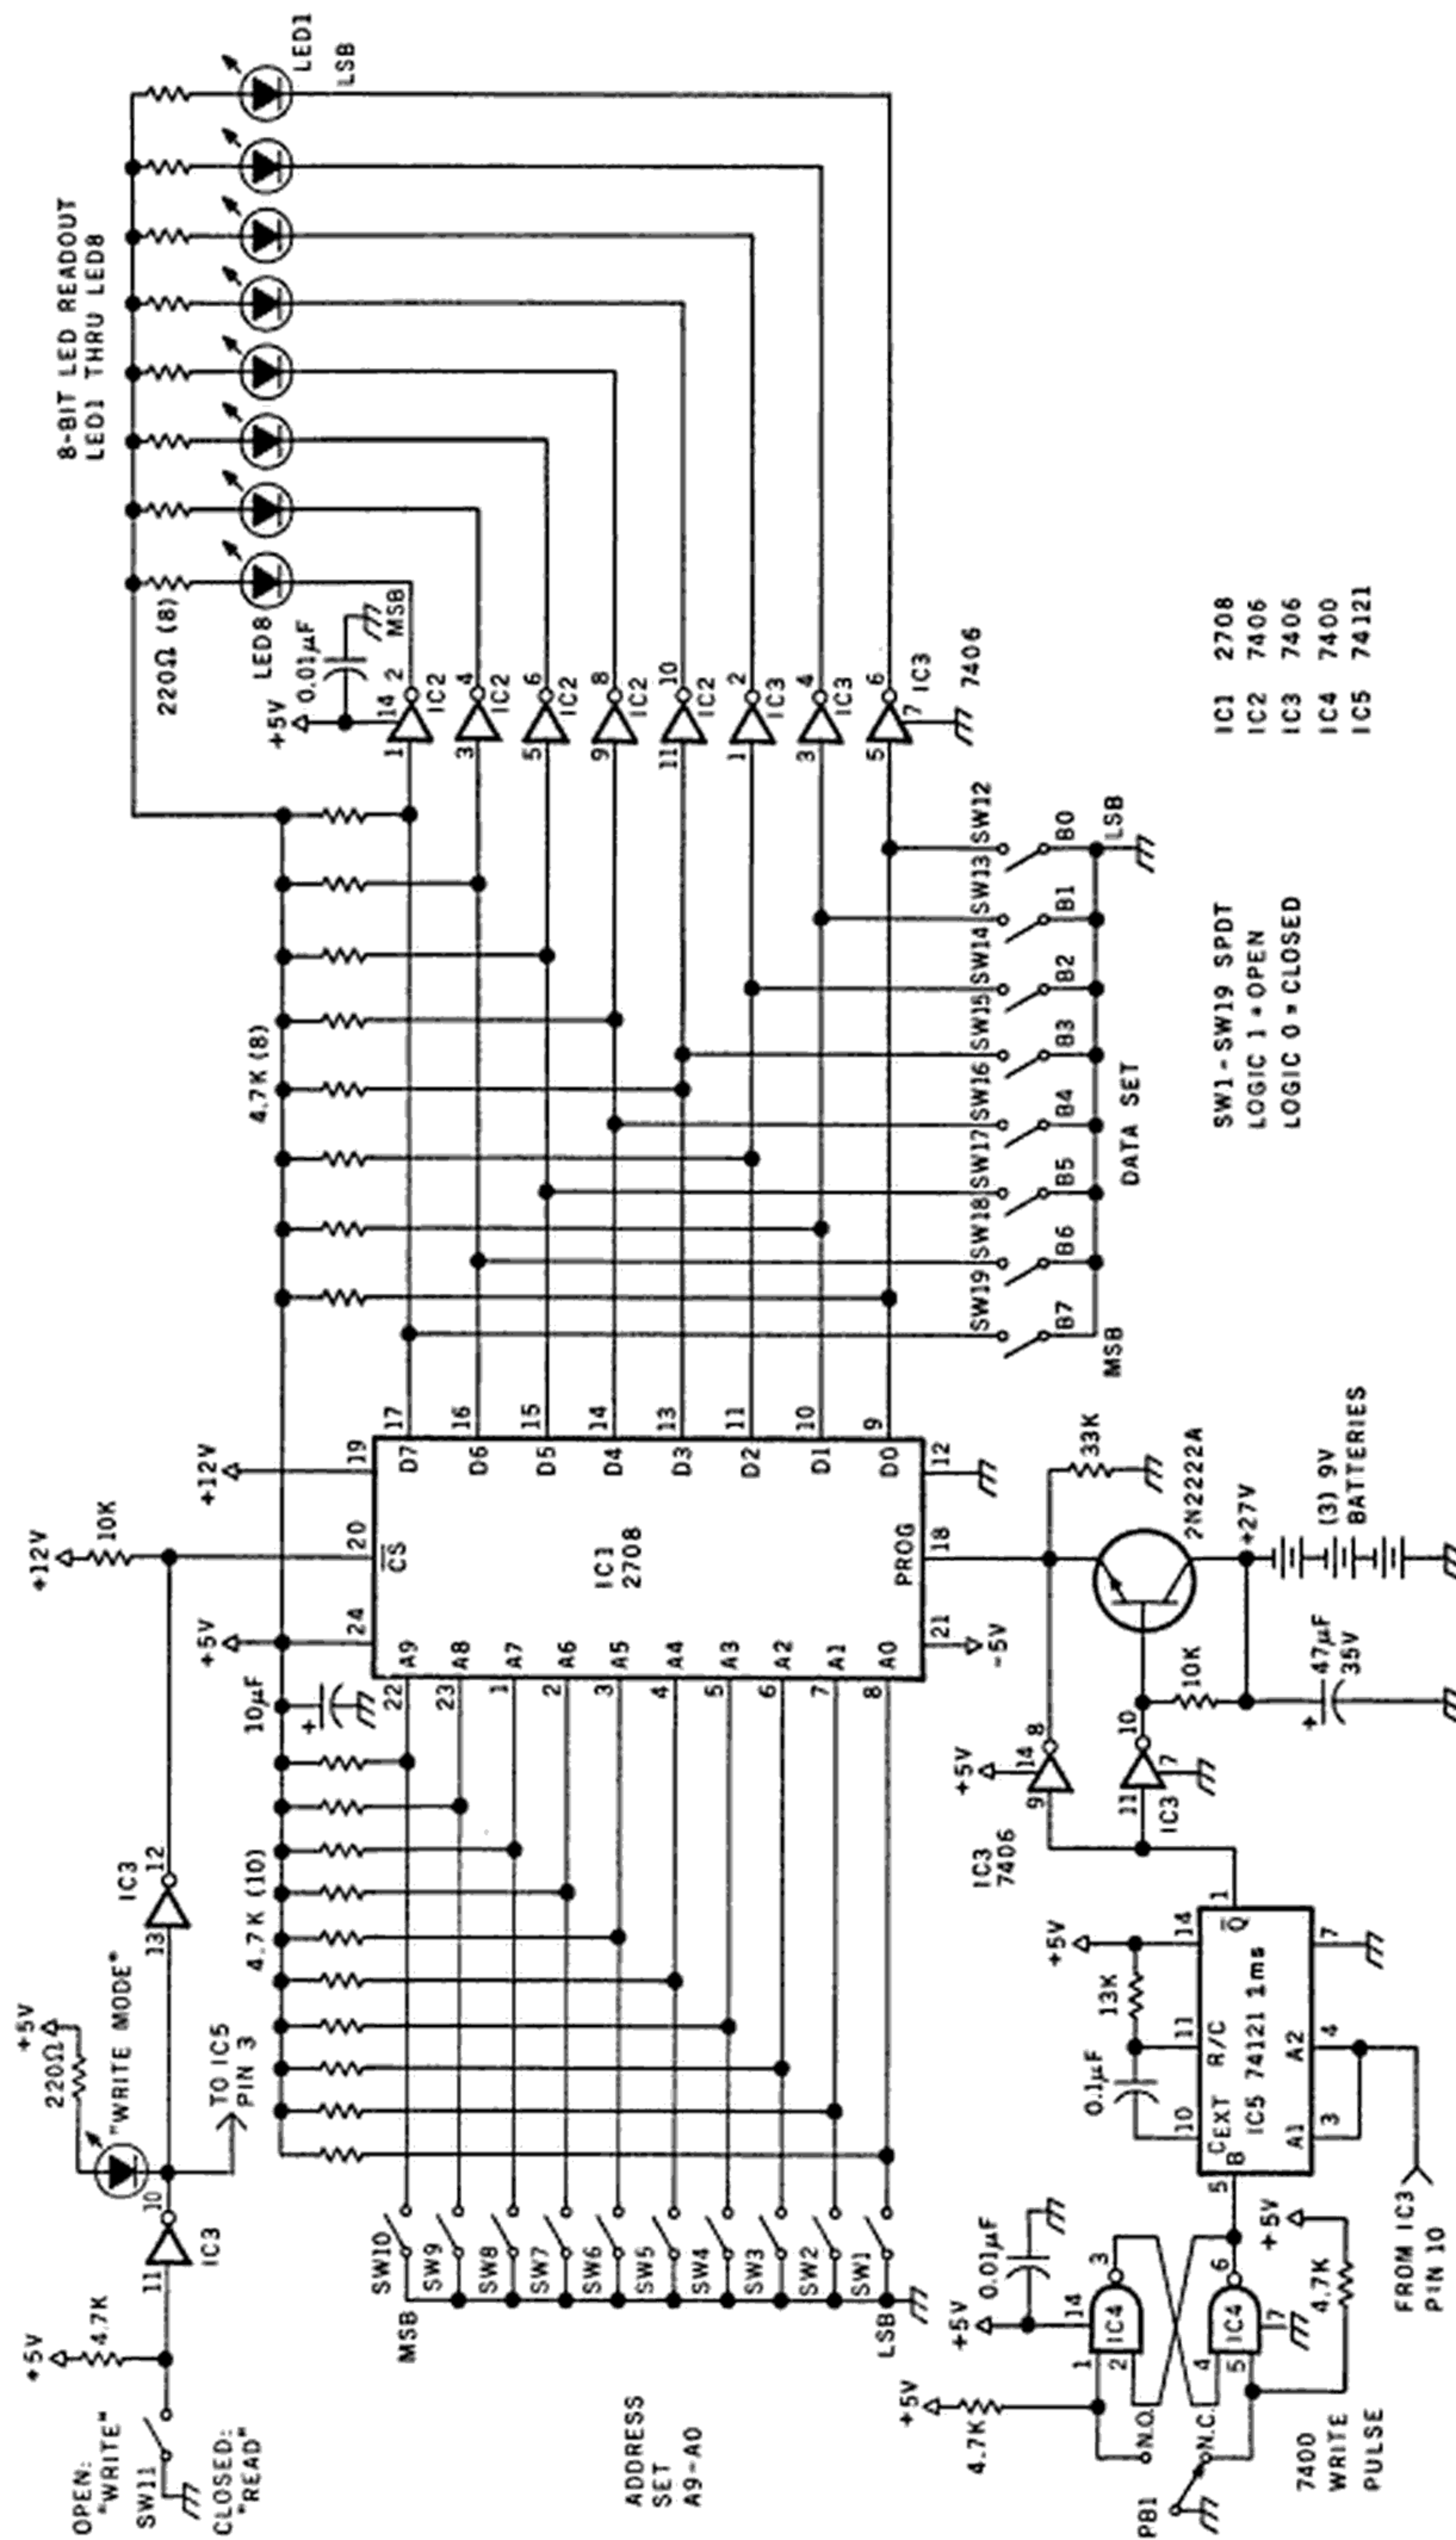 8-BIT LED READOUT
LED1 THRU LED8
LED1
LSB
220Ω (8)
LED8
0.01µF
+5V
MSB
14
1
2
IC2
3
4
IC2
5
6
IC2
9
8
IC2
11
10
IC2
1
2
IC3
3
4
IC3
5
6
IC3
7
7406
4.7K (8)
SW12
SW13
SW14
SW15
SW16
SW17
SW18
SW19
B0
B1
B2
B3
B4
B5
B6
B7
LSB
MSB
DATA SET
IC1 2708
IC2 7406
IC3 7406
IC4 7400
IC5 74121
SW1-SW19 SPDT
LOGIC 1 = OPEN
LOGIC 0 = CLOSED
+12V
10K
+12V
+5V
24
20
19
CS
IC1
2708
PROG
D7
D6
D5
D4
D3
D2
D1
D0
17
16
15
14
13
11
10
9
12
18
21
-5V
A9
A8
A7
A6
A5
A4
A3
A2
A1
A0
22
23
1
2
3
4
5
6
7
8
10µF
+
4.7K (10)
33K
2N2222A
+27V
(3) 9V
BATTERIES
10K
47µF
35V
+
+5V
14
8
9
10
11
7
IC3
IC3
7406
OPEN:
"WRITE"
SW11
CLOSED:
"READ"
+5V
4.7K
11
10
IC3
+5V
220Ω
"WRITE MODE"
TO IC5
PIN 3
13
12
IC3
SW10
SW9
SW8
SW7
SW6
SW5
SW4
SW3
SW2
SW1
MSB
LSB
ADDRESS
SET
A9-A0
+5V
13K
0.1µF
10
11
14
1
CEXT
R/C
Q
B
IC5 74121 1ms
A1
A2
5
3
4
7
+5V
0.01µF
14
1
2
3
IC4
4
5
6
IC4
7
+5V
4.7K
+5V
4.7K
N.O.
N.C.
PB1
7400
WRITE
PULSE
FROM IC3
PIN 10